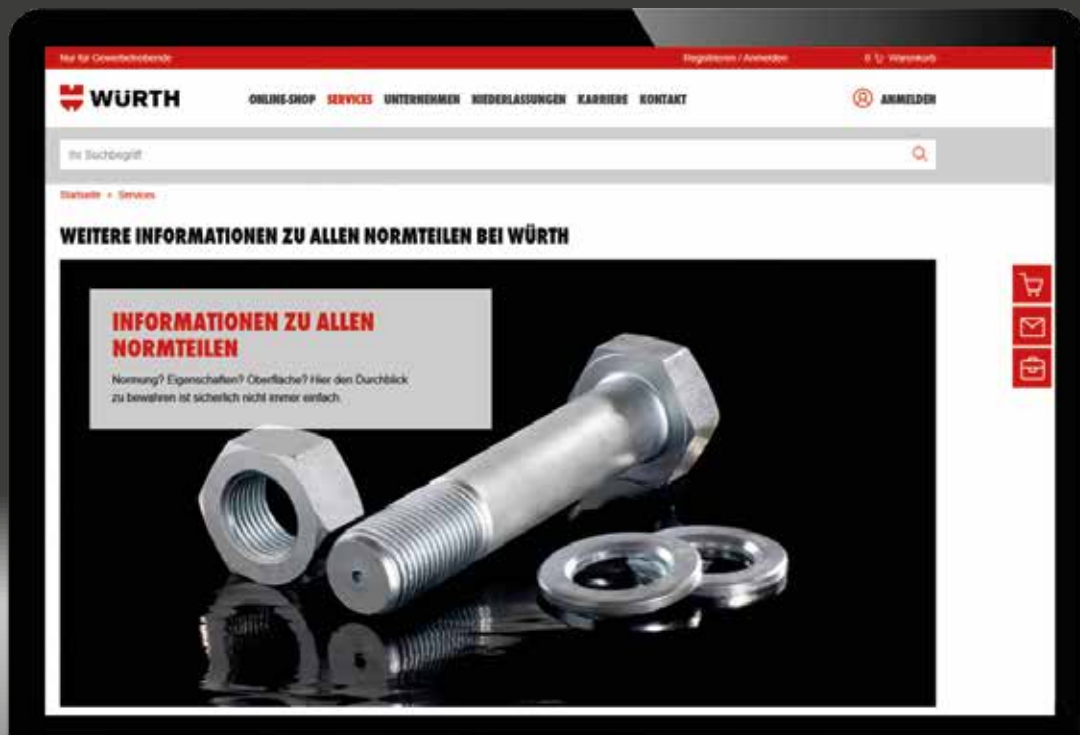 Nur für Gewerbetreibende
Registrieren / Anmelden
0 Warenkorb
WÜRTH
ONLINE-SHOP SERVICES UNTERNEHMEN NIEDERLASSUNGEN KARRIERE KONTAKT
ANMELDEN
Ihr Suchbegriff
Startseite » Services
WEITERE INFORMATIONEN ZU ALLEN NORMTEILEN BEI WÜRTH
INFORMATIONEN ZU ALLEN
NORMTEILEN
Normung? Eigenschaften? Oberfläche? Hier den Durchblick
zu bewahren ist sicherlich nicht immer einfach.